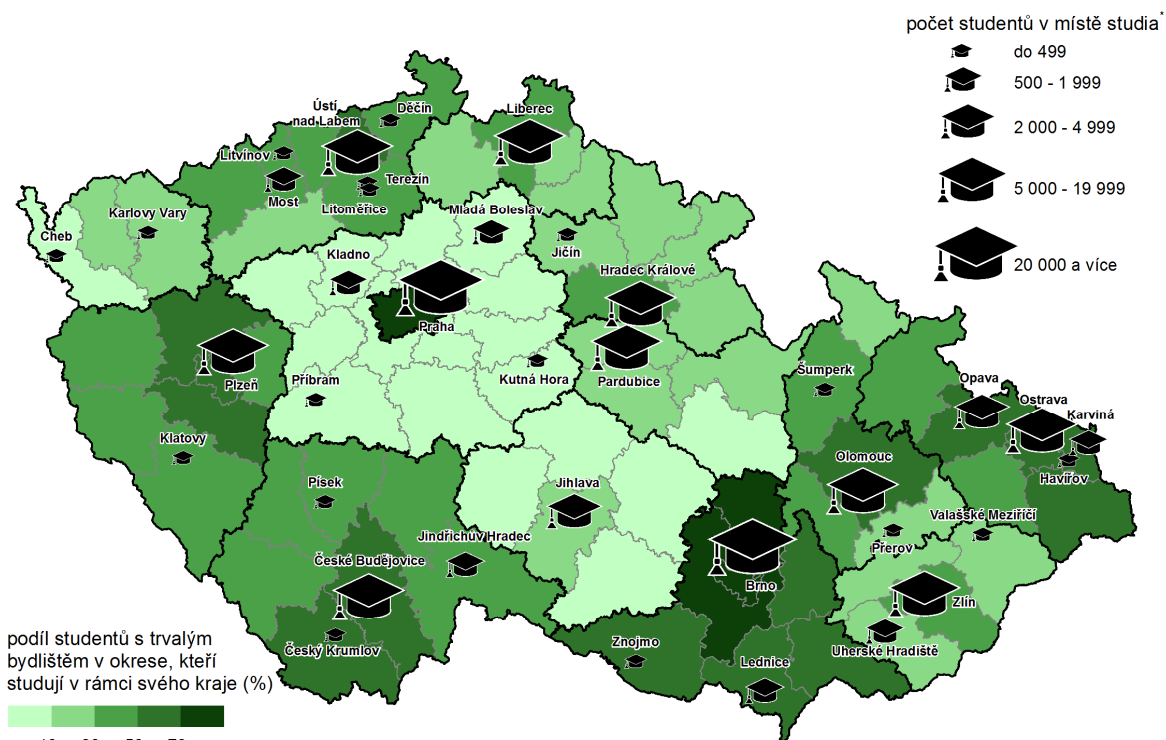 počet studentů v místě studia*
do 499
500 - 1 999
2 000 - 4 999
5 000 - 19 999
20 000 a více
Ústí
nad Labem
Děčín
Liberec
Litvínov
Terezín
Most
Litoměřice
Karlovy Vary
Mladá Boleslav
Cheb
Jičín
Kladno
Hradec Králové
Praha
Plzeň
Příbram
Kutná Hora
Pardubice
Šumperk
Opava
Ostrava
Karviná
Klatovy
Olomouc
Havířov
Písek
Jihlava
Valašské Meziříčí
Jindřichův Hradec
Přerov
České Budějovice
Brno
Zlín
Český Krumlov
Znojmo
Uherské Hradiště
Lednice
podíl studentů s trvalým
bydlištěm v okrese, kteří
studují v rámci svého kraje (%)